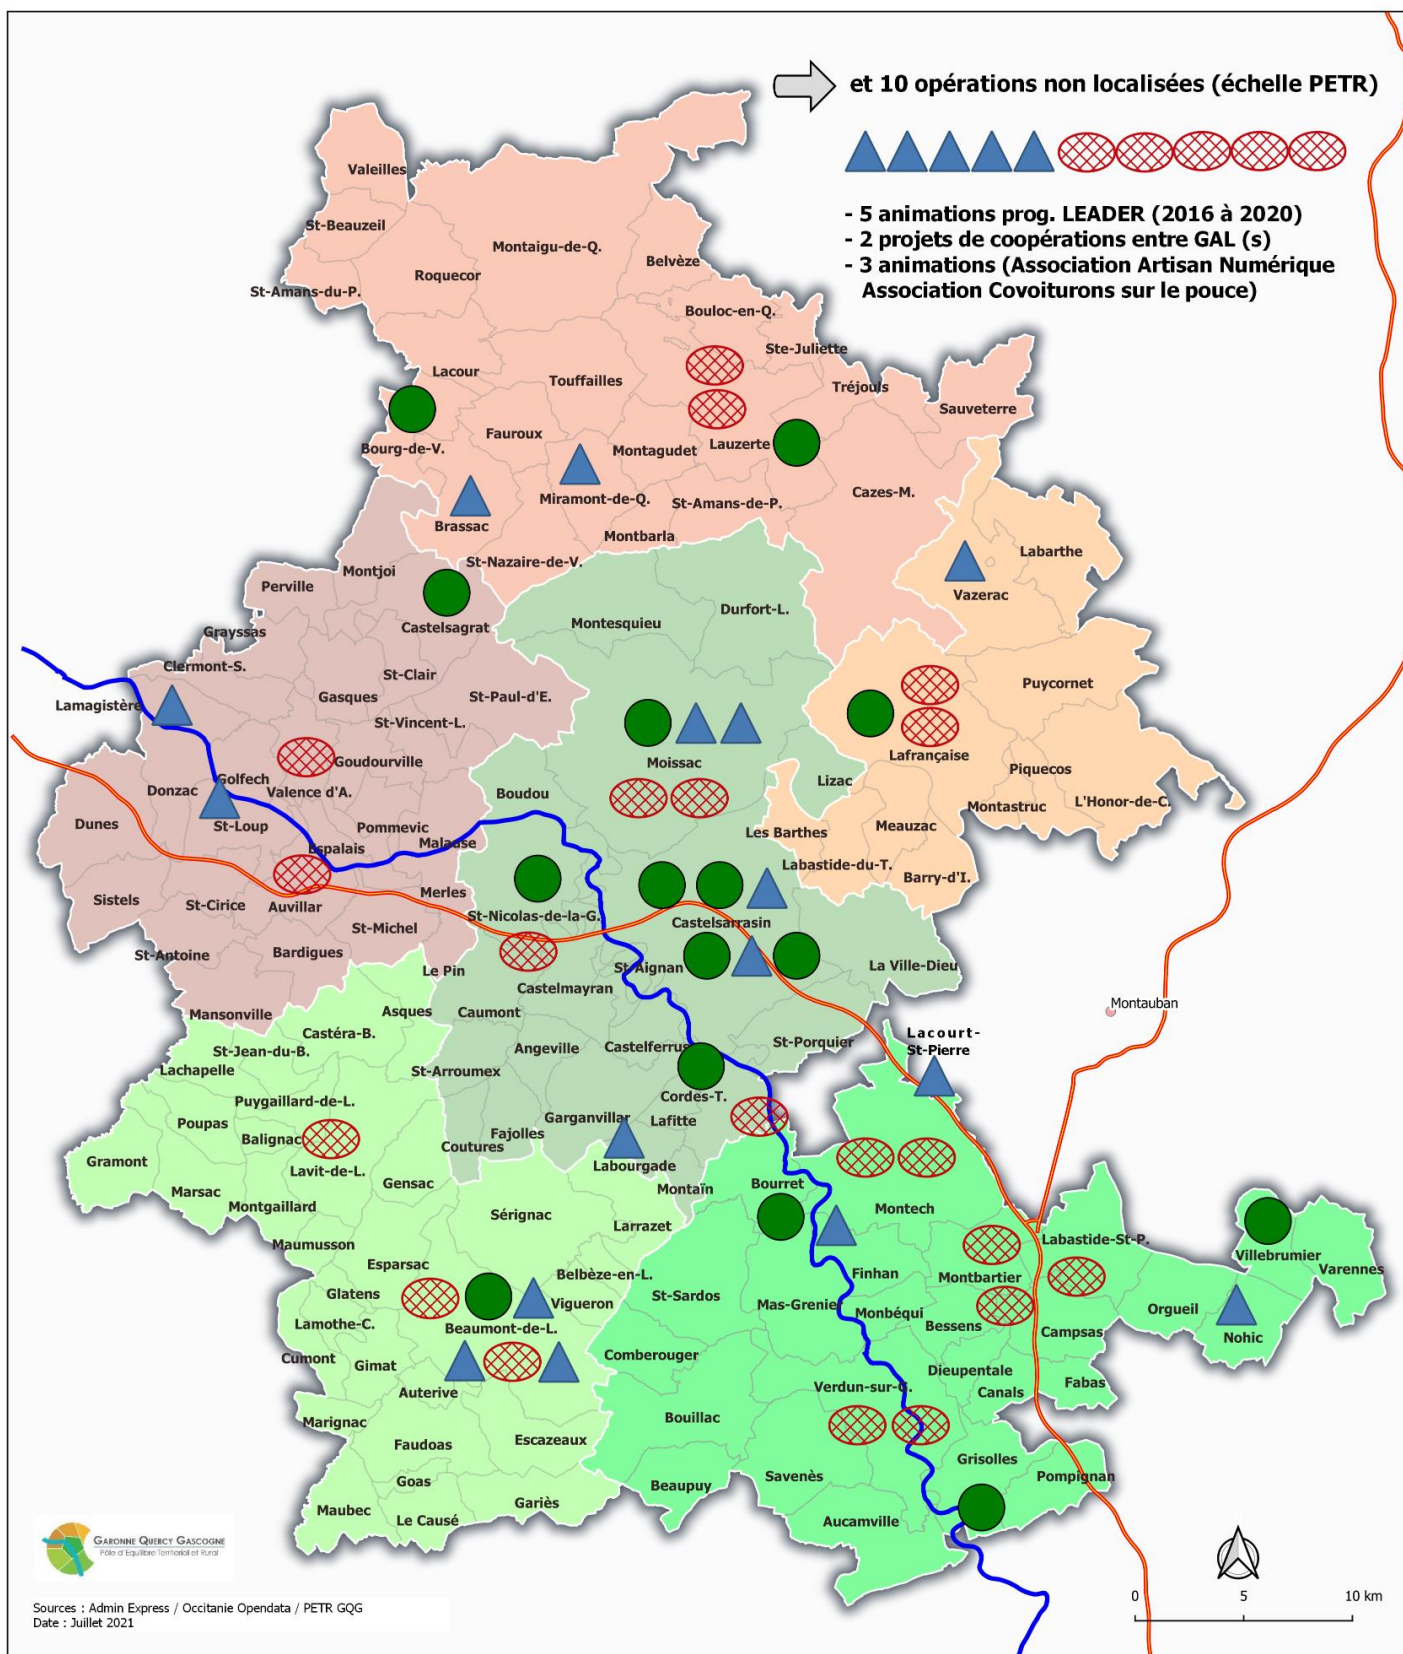 et 10 opérations non localisées (échelle PETR)
- 5 animations prog. LEADER (2016 à 2020)
- 2 projets de coopérations entre GAL (s)
- 3 animations (Association Artisan Numérique
Association Covoiturons sur le pouce)
Valeilles
St-Beauzeil
Montaigu-de-Q.
Belvèze
Roquecor
St-Amans-du-P.
Bouloc-en-Q.
Ste-Juliette
Lacour
Touffailles
Tréjouls
Sauveterre
Fauroux
Bourg-de-V.
Montagudet
Lauzerte
Brassac
Miramont-de-Q.
St-Amans-de-P.
Cazes-M.
Montbarla
St-Nazaire-de-V.
Labarthe
Vazerac
Montjoi
Perville
Castelsagrat
Durfort-L.
Montesquieu
Grayssas
Clermont-S.
St-Clair
Puycornet
Lamagistère
Gasques
St-Paul-d'E.
St-Vincent-L.
Goudourville
Moissac
Lafrançaise
Piquecos
Golfech
Donzac
Valence d'A.
Boudou
Lizac
Montastruc
L'Honor-de-C.
Dunes
St-Loup
Pommevic
Meauzac
Les Barthes
Espalais
Malause
Labastide-du-T.
Barry-d'I.
Sistels
St-Cirice
Auvillar
Merles
St-Nicolas-de-la-G.
Castelsarrasin
St-Michel
St-Antoine
Bardigues
Le Pin
St-Aignan
La Ville-Dieu
Castelmayran
Mansonville
Asques
Caumont
Montauban
Castéra-B.
St-Jean-du-B.
Angeville
Castelferrus
St-Porquier
Lacourt-
St-Pierre
Lachapelle
St-Arroumex
Puygaillard-de-L.
Cordes-T.
Poupas
Balignac
Garganvillar
Lafitte
Fajolles
Coutures
Gramont
Lavit-de-L.
Labourgade
Marsac
Gensac
Montaïn
Bourret
Montgaillard
Sérignac
Larrazet
Montech
Maumusson
Labastide-St-P.
Villebrumier
Esparsac
Belbèze-en-L.
Finhan
Montbartier
Varennes
Glatens
St-Sardos
Mas-Grenier
Vigueron
Monbéqui
Orgueil
Lamothe-C.
Beaumont-de-L.
Bessens
Campsas
Nohic
Cumont
Gimat
Comberouger
Dieupentale
Auterive
Verdun-sur-G.
Canals
Fabas
Marignac
Bouillac
Faudoas
Escazeaux
Grisolles
Goas
Savenès
Pompignan
Beaupuy
Maubec
Gariès
Le Causé
Aucamville
GARONNE QUERCY GASCOGNE
Pôle d'Equilibre Territorial et Rural
0 5 10 km
Sources : Admin Express / Occitanie Opendata / PETR GQG
Date : Juillet 2021